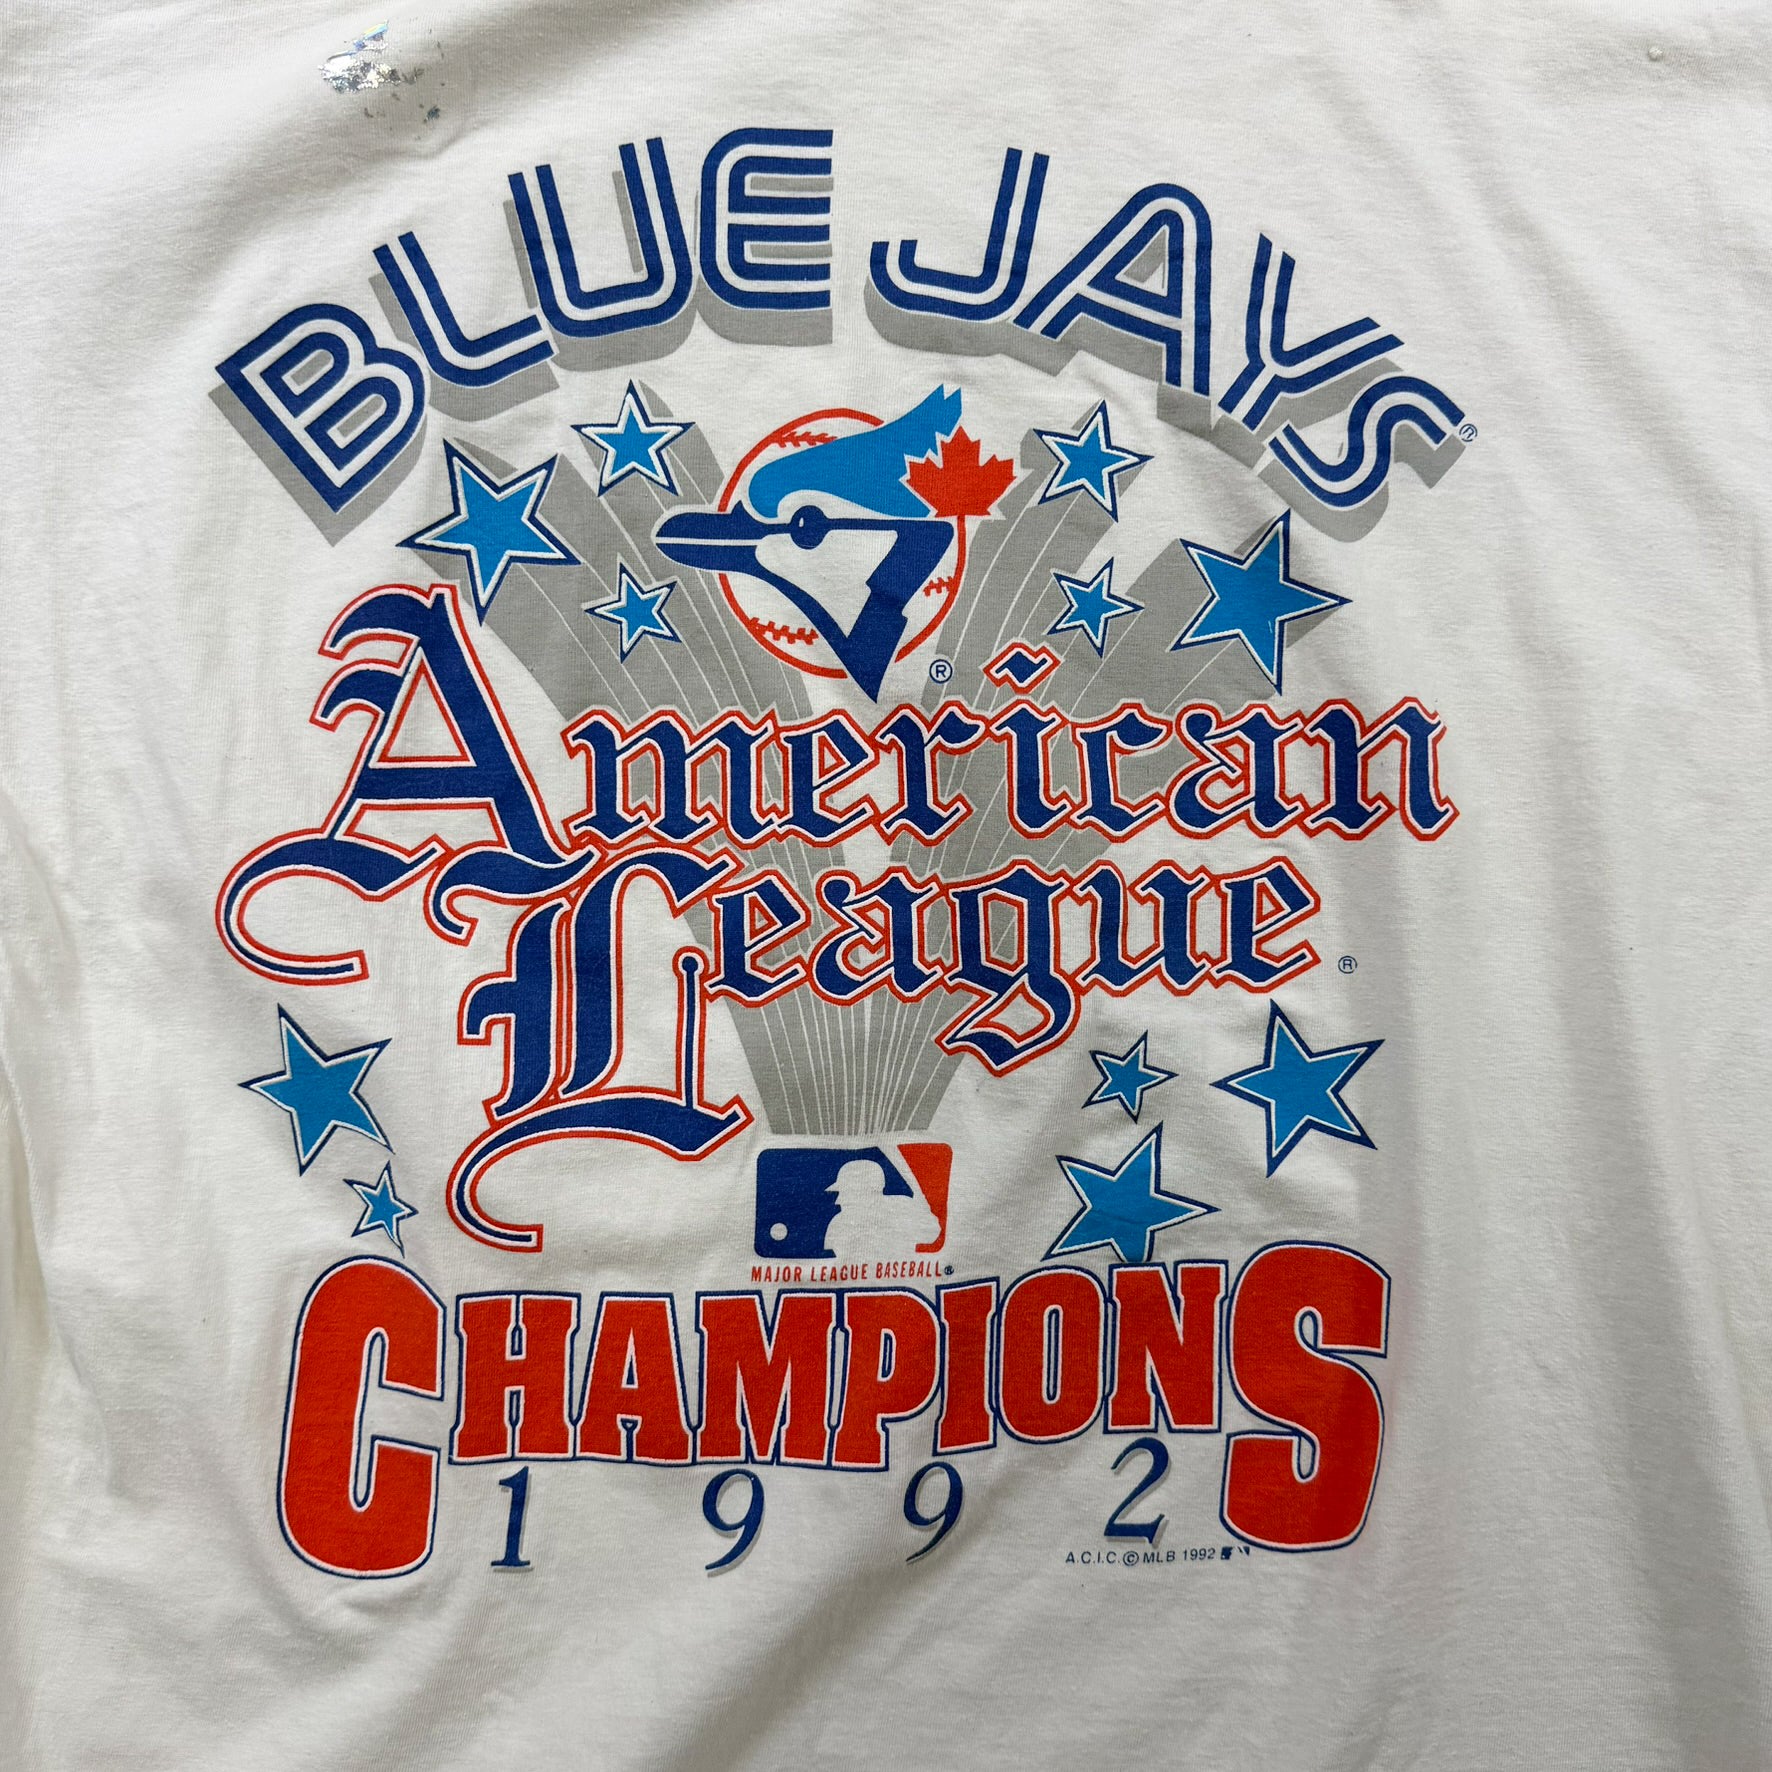 BLUE JAYS®
®
American
League®
MAJOR LEAGUE BASEBALL®
CHAMPIONS
1992
A.C.I.C. © MLB 1992